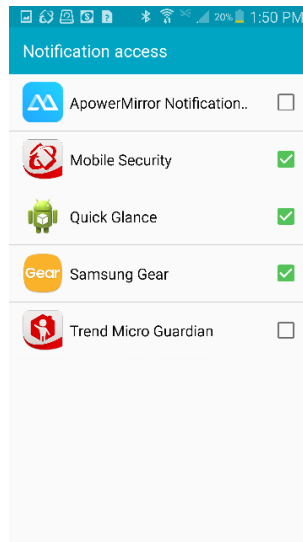 20% 1:50 PM
Notification access
ApowerMirror Notification..
Mobile Security
Quick Glance
Gear Samsung Gear
Trend Micro Guardian